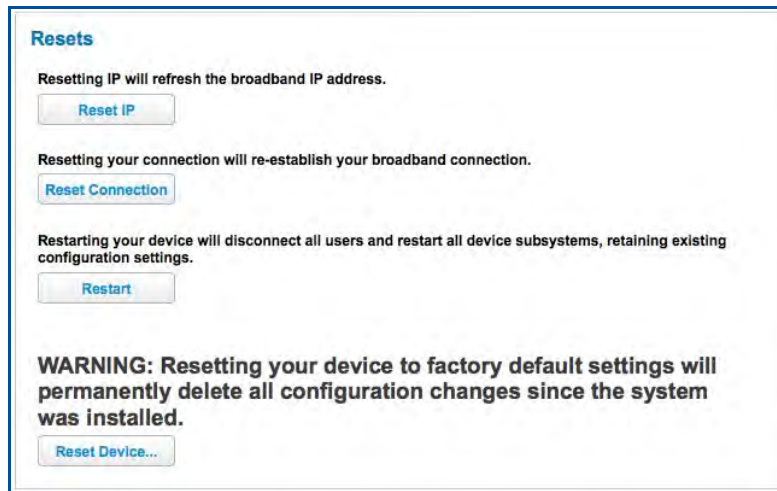 Resets
Resetting IP will refresh the broadband IP address.
Reset IP
Resetting your connection will re-establish your broadband connection.
Reset Connection
Restarting your device will disconnect all users and restart all device subsystems, retaining existing
configuration settings.
Restart
WARNING: Resetting your device to factory default settings will
permanently delete all configuration changes since the system
was installed.
Reset Device...